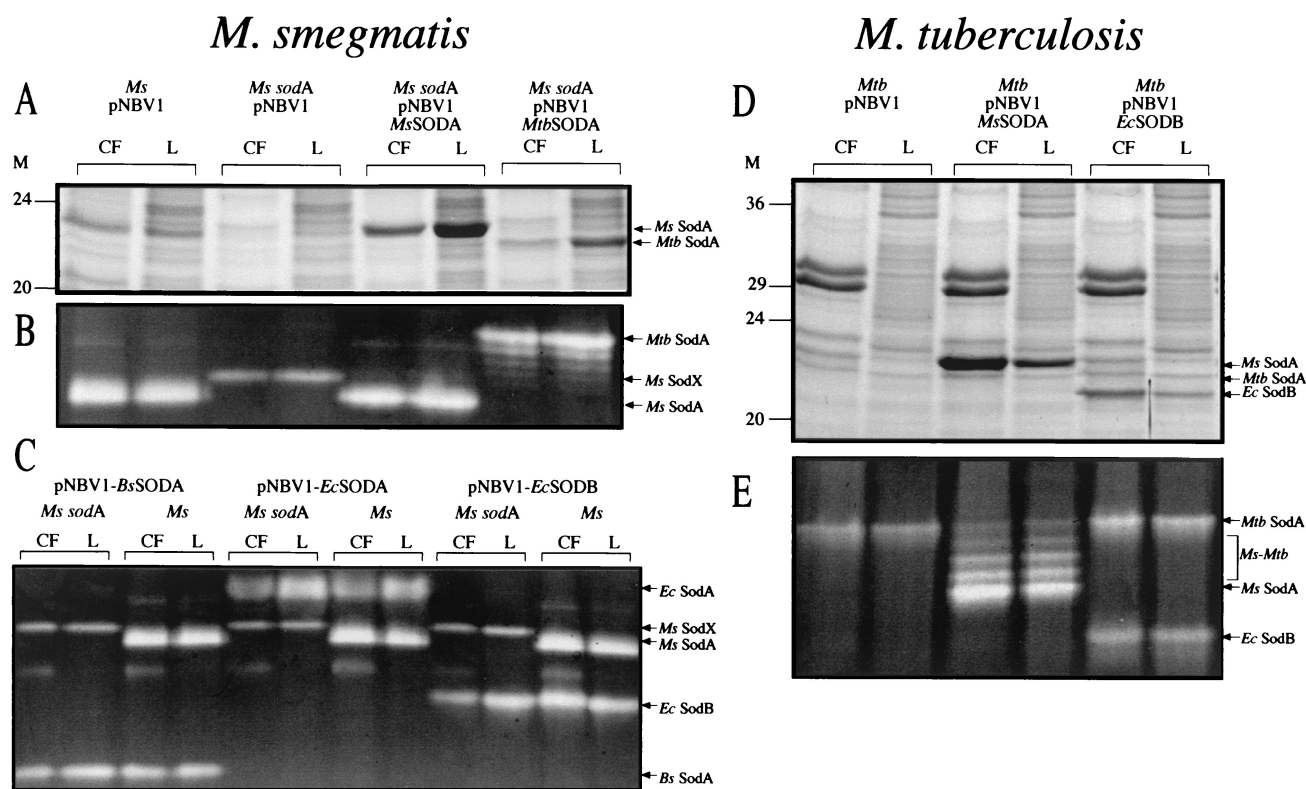 M. smegmatis
M. tuberculosis
A
Ms
pNBV1
Ms sodA
pNBV1
Ms sodA
pNBV1
MsSODA
Ms sodA
pNBV1
MtbSODA
CF L CF L CF L CF L
M
24
20
Ms SodA
Mtb SodA
B
Mtb SodA
Ms SodX
Ms SodA
C
pNBV1-BsSODA pNBV1-EcSODA pNBV1-EcSODB
Ms sodA Ms Ms sodA Ms Ms sodA Ms
CF L CF L CF L CF L CF L CF L
Ec SodA
Ms SodX
Ms SodA
Ec SodB
Bs SodA
D
Mtb
pNBV1
Mtb
pNBV1
MsSODA
Mtb
pNBV1
EcSODB
CF L CF L CF L
M
36
29
24
20
Ms SodA
Mtb SodA
Ec SodB
E
Mtb SodA
Ms-Mtb
Ms SodA
Ec SodB